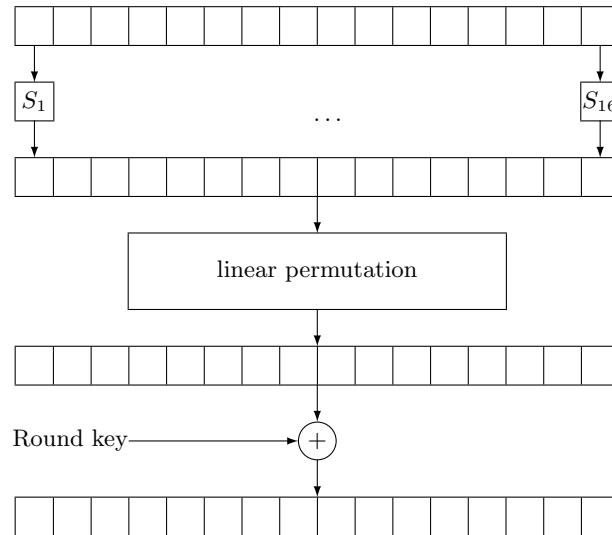 S₁ ... S₁₆
linear permutation
Round key +